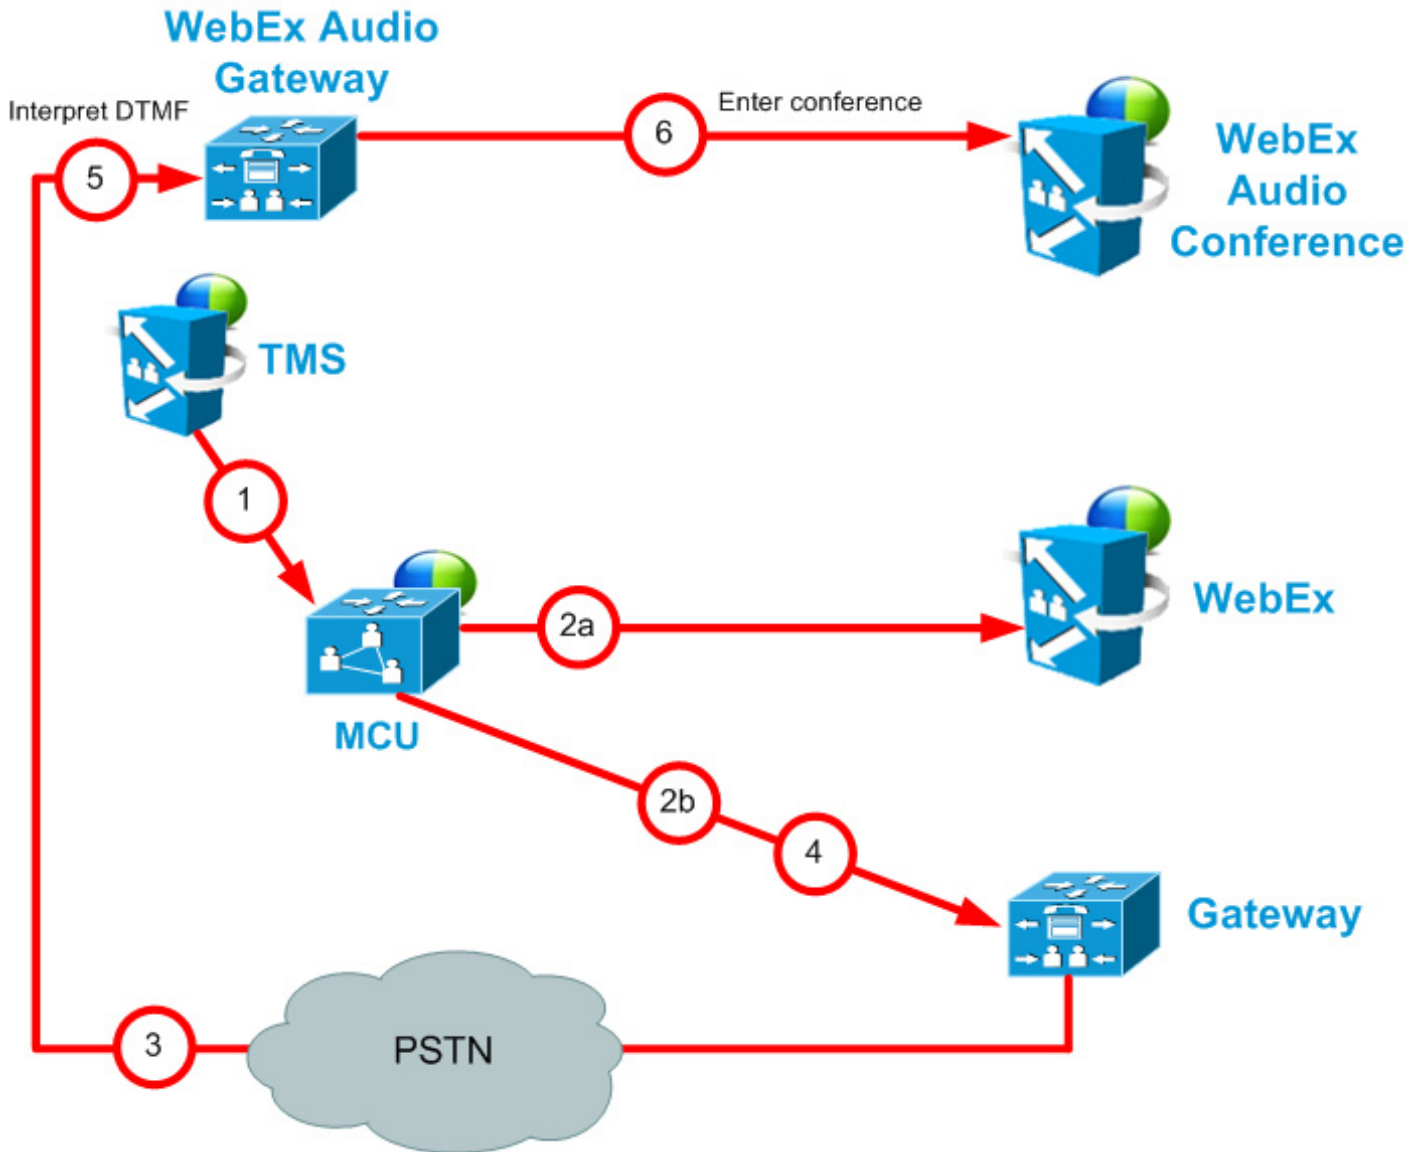 WebEx Audio
Gateway
Interpret DTMF
5
6
Enter conference
WebEx
Audio
Conference
TMS
1
2a
WebEx
MCU
2b
4
Gateway
3
PSTN